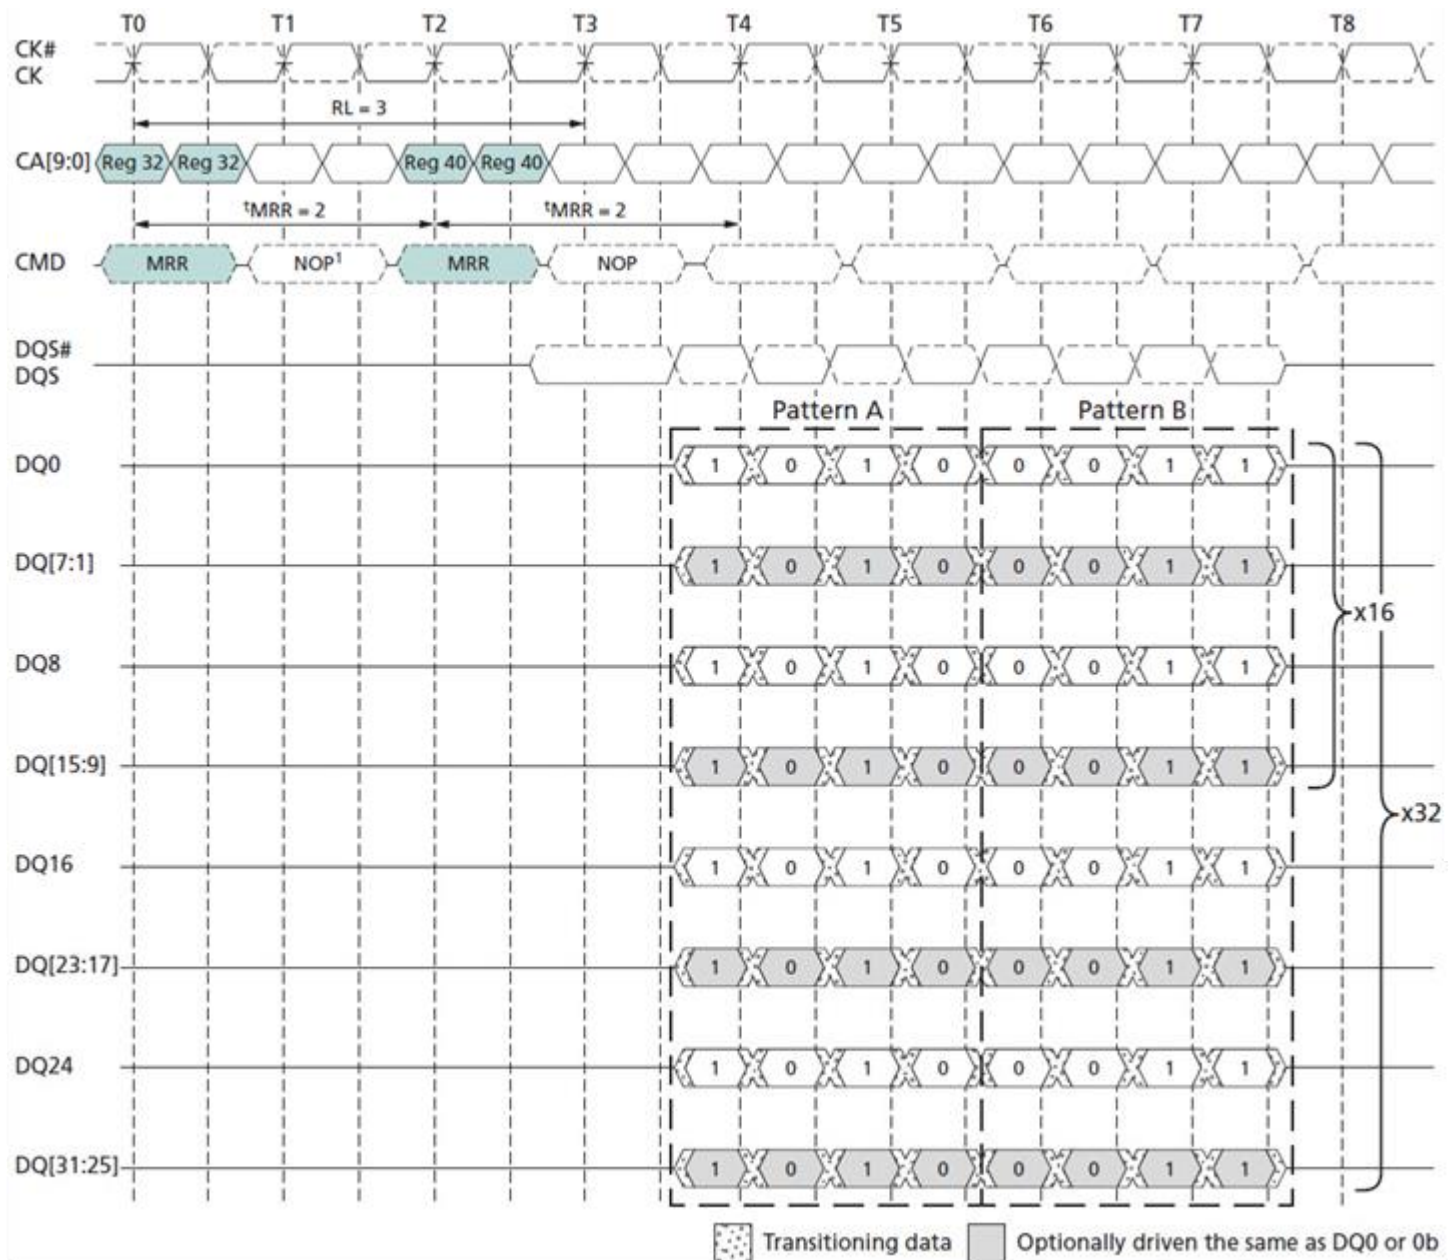 T0 T1 T2 T3 T4 T5 T6 T7 T8
CK#
CK
RL = 3
CA[9:0] Reg 32 Reg 32 Reg 40 Reg 40
tMRR = 2 tMRR = 2
CMD MRR NOP1 MRR NOP
DQS#
DQS
Pattern A Pattern B
DQ0 1 0 1 0 0 0 1 1
DQ[7:1] 1 0 1 0 0 0 1 1
x16
DQ8 1 0 1 0 0 0 1 1
DQ[15:9] 1 0 1 0 0 0 1 1
x32
DQ16 1 0 1 0 0 0 1 1
DQ[23:17] 1 0 1 0 0 0 1 1
DQ24 1 0 1 0 0 0 1 1
DQ[31:25] 1 0 1 0 0 0 1 1
Transitioning data Optionally driven the same as DQ0 or 0b